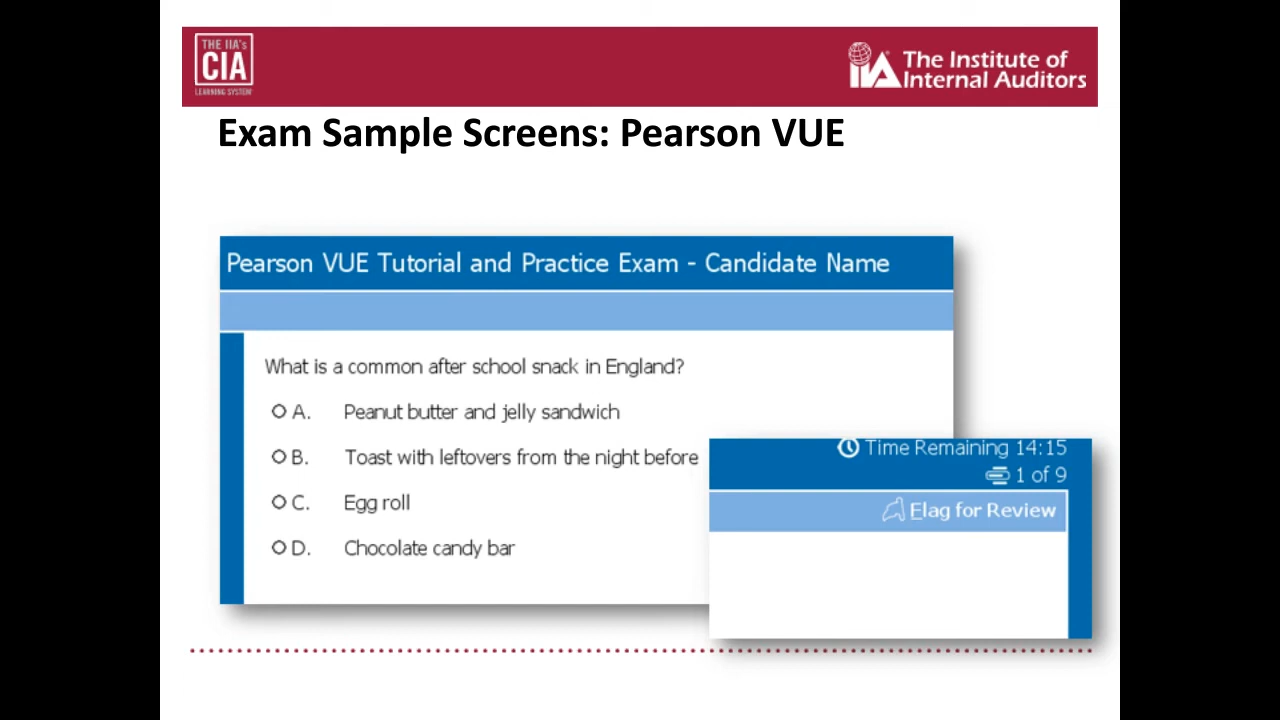 THE IIA's
CIA
LEARNING SYSTEM
IIA
The Institute of
Internal Auditors
Exam Sample Screens: Pearson VUE
Pearson VUE Tutorial and Practice Exam - Candidate Name
What is a common after school snack in England?
A. Peanut butter and jelly sandwich
B. Toast with leftovers from the night before
C. Egg roll
D. Chocolate candy bar
Time Remaining 14:15
1 of 9
Flag for Review